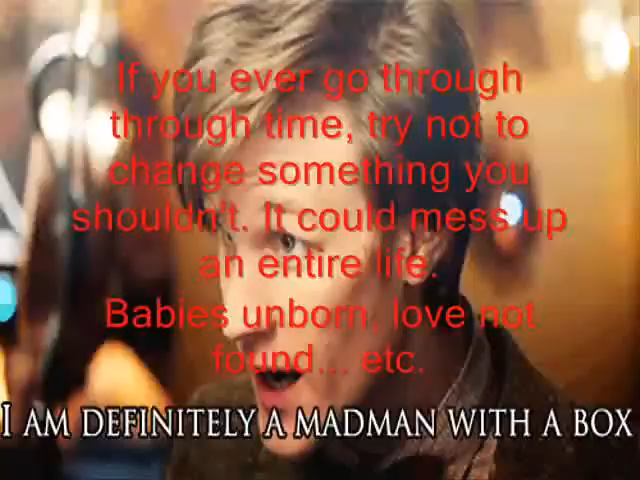 If you ever go through
through time, try not to
change something you
shouldn't. It could mess up
an entire life.
Babies unborn, love not
found... etc.
I AM DEFINITELY A MADMAN WITH A BOX